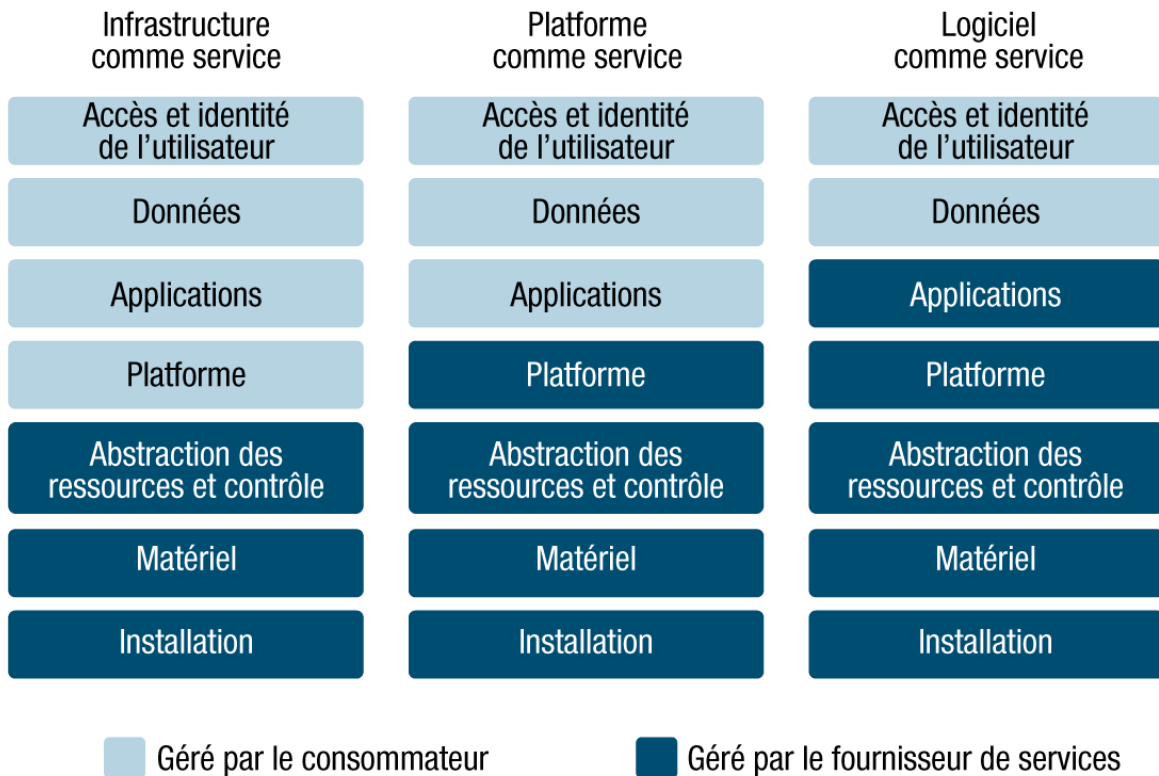 Infrastructure
comme service
Platforme
comme service
Logiciel
comme service
Accès et identité
de l’utilisateur
Accès et identité
de l’utilisateur
Accès et identité
de l’utilisateur
Données
Données
Données
Applications
Applications
Applications
Platforme
Platforme
Platforme
Abstraction des
ressources et contrôle
Abstraction des
ressources et contrôle
Abstraction des
ressources et contrôle
Matériel
Matériel
Matériel
Installation
Installation
Installation
Géré par le consommateur
Géré par le fournisseur de services